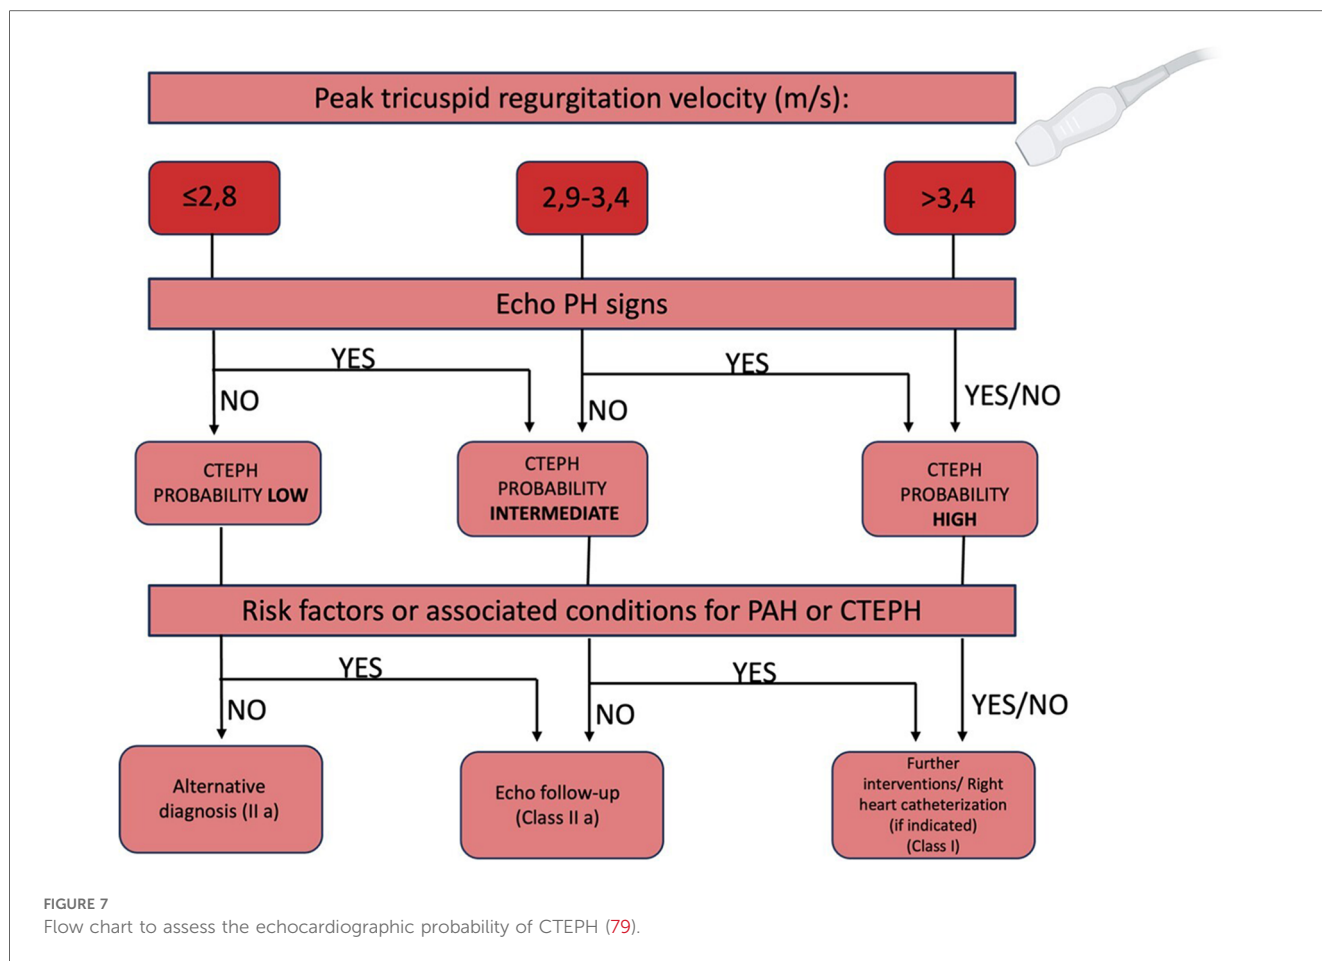 Peak tricuspid regurgitation velocity (m/s):
≤2,8
2,9-3,4
>3,4
Echo PH signs
YES
YES
NO
NO
YES/NO
CTEPH
PROBABILITY LOW
CTEPH
PROBABILITY
INTERMEDIATE
CTEPH
PROBABILITY
HIGH
Risk factors or associated conditions for PAH or CTEPH
YES
YES
NO
NO
YES/NO
Alternative
diagnosis (II a)
Echo follow-up
(Class II a)
Further
interventions/ Right
heart catheterization
(if indicated)
(Class I)
FIGURE 7
Flow chart to assess the echocardiographic probability of CTEPH (79).